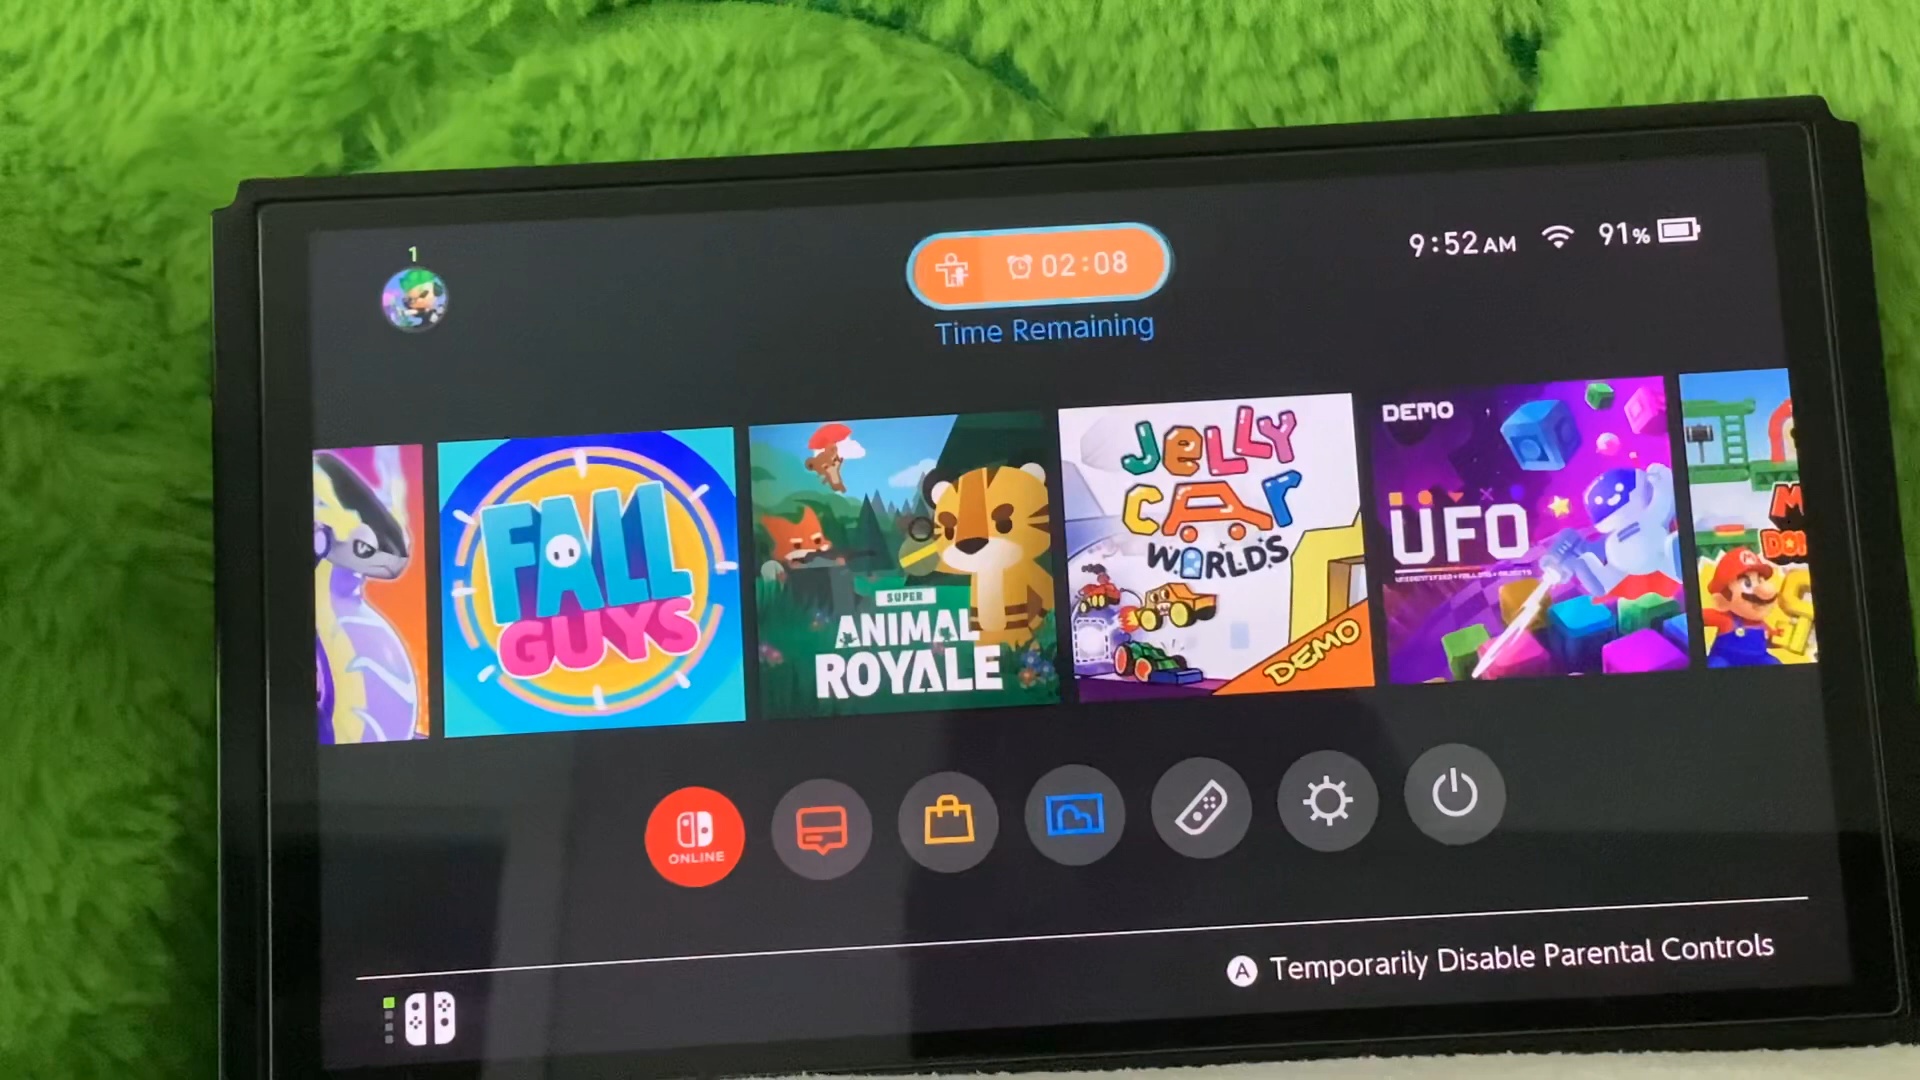 1
02:08
Time Remaining
9:52 AM
91%
FALL
GUYS
SUPER
ANIMAL
ROYALE
JELLY
CAR
WORLDS
DEMO
DEMO
UFO
ONLINE
A Temporarily Disable Parental Controls